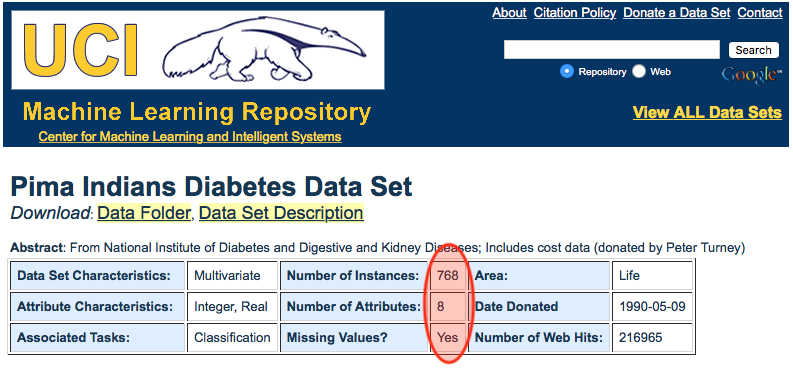 About Citation Policy Donate a Data Set Contact
UCI
Search
Repository Web
Google™
Machine Learning Repository
View ALL Data Sets
Center for Machine Learning and Intelligent Systems
Pima Indians Diabetes Data Set
Download: Data Folder, Data Set Description
Abstract: From National Institute of Diabetes and Digestive and Kidney Diseases; Includes cost data (donated by Peter Turney)
Data Set Characteristics: Multivariate Number of Instances: 768 Area: Life
Attribute Characteristics: Integer, Real Number of Attributes: 8 Date Donated 1990-05-09
Associated Tasks: Classification Missing Values? Yes Number of Web Hits: 216965